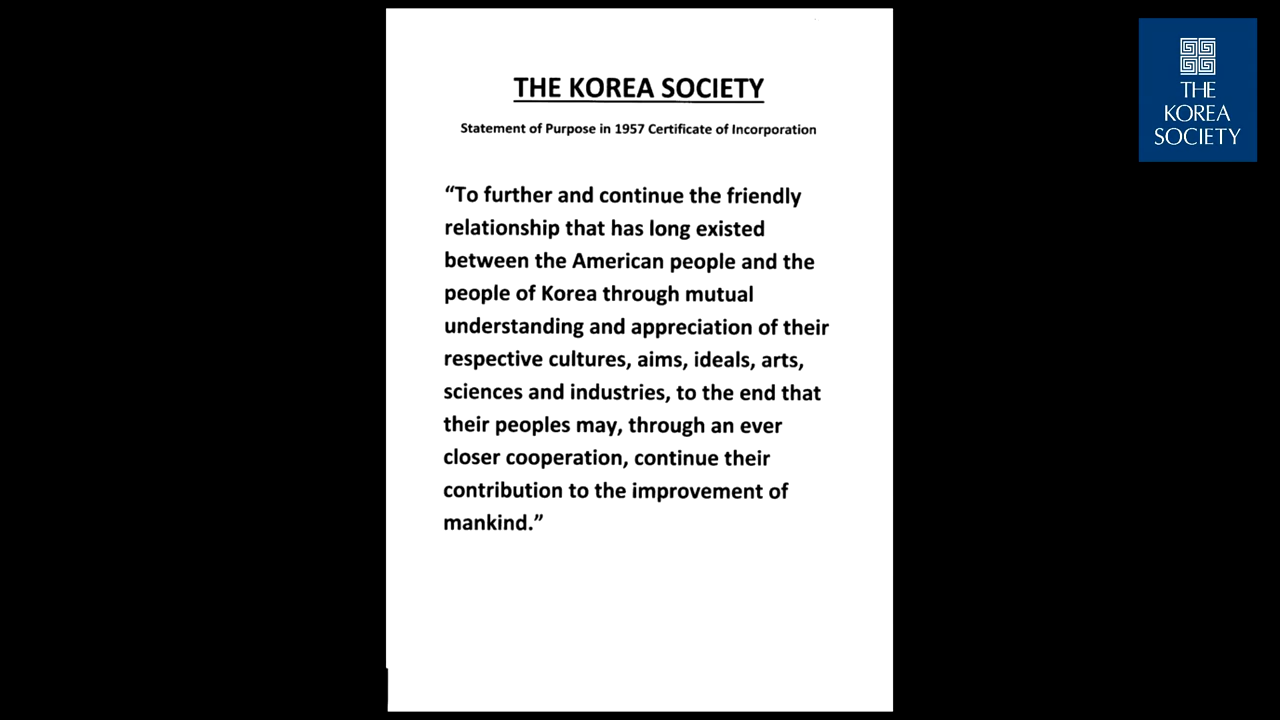 THE KOREA SOCIETY
Statement of Purpose in 1957 Certificate of Incorporation
“To further and continue the friendly
relationship that has long existed
between the American people and the
people of Korea through mutual
understanding and appreciation of their
respective cultures, aims, ideals, arts,
sciences and industries, to the end that
their peoples may, through an ever
closer cooperation, continue their
contribution to the improvement of
mankind.”
THE
KOREA
SOCIETY